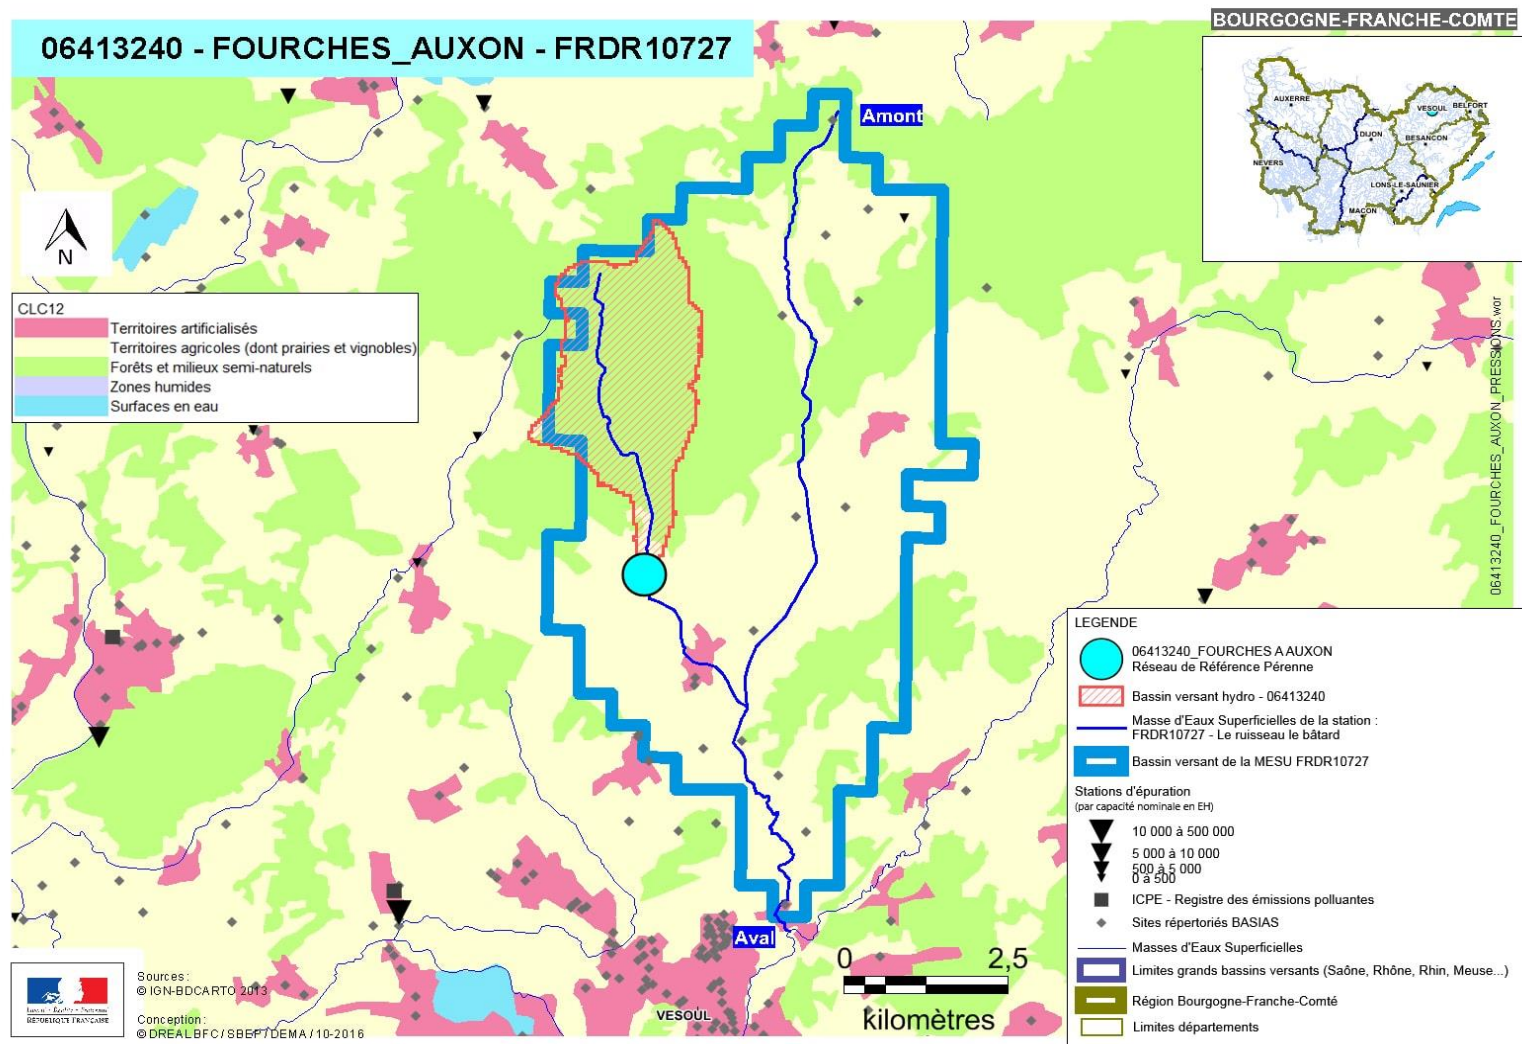 BOURGOGNE-FRANCHE-COMTE
06413240 - FOURCHES_AUXON - FRDR10727
Amont
AUXERRE
VESOUL
BELFORT
DIJON
BESANCON
NEVERS
LONS-LE-SAUNIER
MACON
N
CLC12
Territoires artificialisés
Territoires agricoles (dont prairies et vignobles)
Forêts et milieux semi-naturels
Zones humides
Surfaces en eau
06413240_FOURCHES_AUXON_PRESSIONS.wor
LEGENDE
06413240_FOURCHES A AUXON
Réseau de Référence Pérenne
Bassin versant hydro - 06413240
Masse d'Eaux Superficielles de la station :
FRDR10727 - Le ruisseau le bâtard
Bassin versant de la MESU FRDR10727
Stations d'épuration
(par capacité nominale en EH)
10 000 à 500 000
5 000 à 10 000
500 à 5 000
0 à 500
ICPE - Registre des émissions polluantes
Sites répertoriés BASIAS
Masses d'Eaux Superficielles
Limites grands bassins versants (Saône, Rhône, Rhin, Meuse...)
Région Bourgogne-Franche-Comté
Limites départements
Aval
0 2,5
kilomètres
VESOUL
Liberté • Égalité • Fraternité
RÉPUBLIQUE FRANÇAISE
Sources :
© IGN-BDCARTO 2013
Conception :
© DREAL BFC / SBEP / DEMA / 10-2016